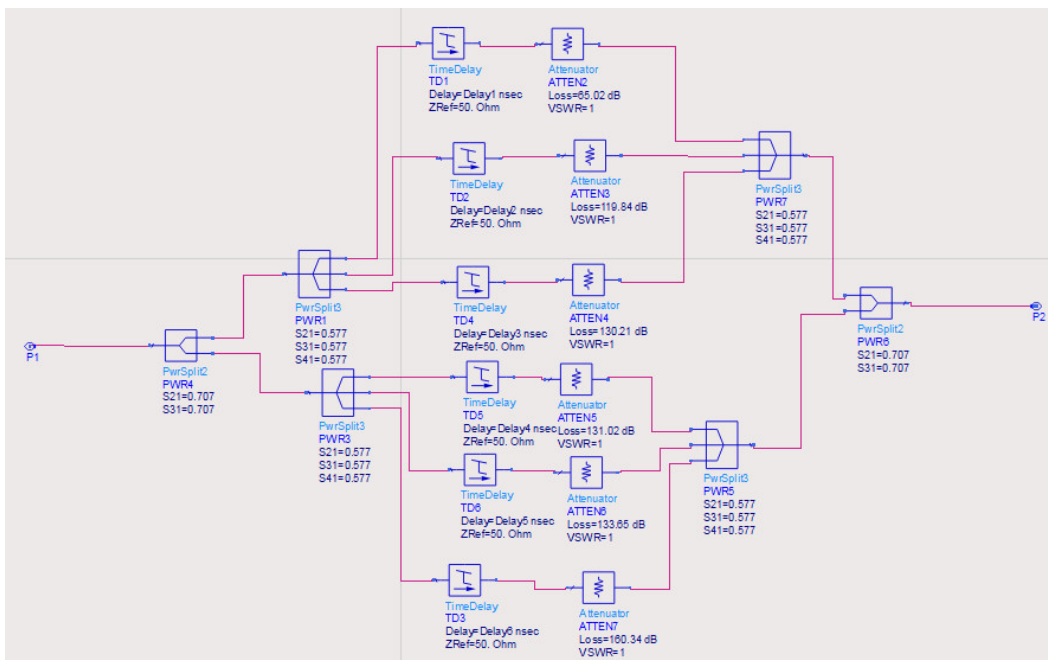 TimeDelay
TD1
Delay=Delay1 nsec
ZRef=50. Ohm
Attenuator
ATTEN2
Loss=65.02 dB
VSWR=1
TimeDelay
TD2
Delay=Delay2 nsec
ZRef=50. Ohm
Attenuator
ATTEN3
Loss=119.84 dB
VSWR=1
PwrSplit3
PWR7
S21=0.577
S31=0.577
S41=0.577
PwrSplit3
PWR1
S21=0.577
S31=0.577
S41=0.577
TimeDelay
TD4
Delay=Delay3 nsec
ZRef=50. Ohm
Attenuator
ATTEN4
Loss=130.21 dB
VSWR=1
P1
PwrSplit2
PWR4
S21=0.707
S31=0.707
P2
PwrSplit2
PWR6
S21=0.707
S31=0.707
PwrSplit3
PWR3
S21=0.577
S31=0.577
S41=0.577
TimeDelay
TD5
Delay=Delay4 nsec
ZRef=50. Ohm
Attenuator
ATTEN5
Loss=131.02 dB
VSWR=1
TimeDelay
TD6
Delay=Delay5 nsec
ZRef=50. Ohm
Attenuator
ATTEN6
Loss=133.65 dB
VSWR=1
PwrSplit3
PWR5
S21=0.577
S31=0.577
S41=0.577
TimeDelay
TD3
Delay=Delay6 nsec
ZRef=50. Ohm
Attenuator
ATTEN7
Loss=160.34 dB
VSWR=1